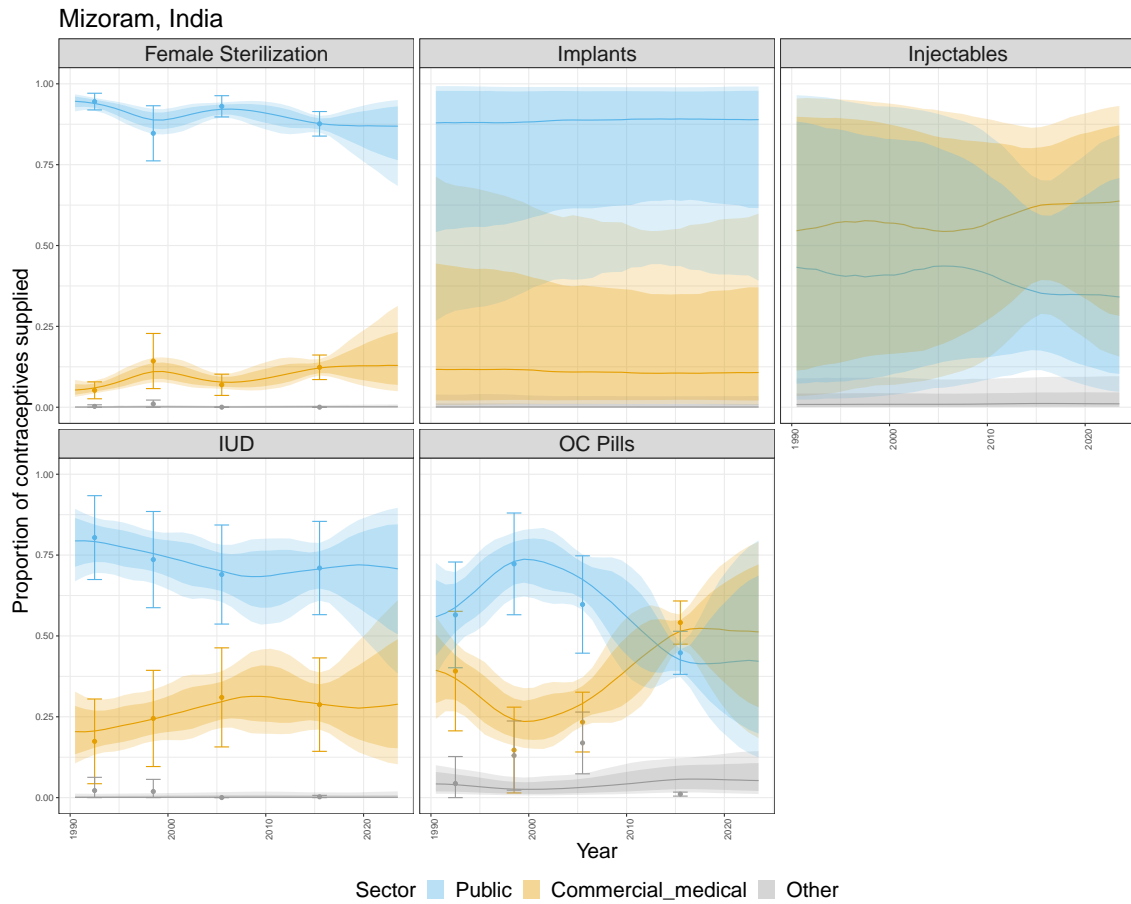 Mizoram, India
Female Sterilization
Implants
Injectables
1.00
0.75
0.50
0.25
0.00
1990
2000
2010
2020
IUD
OC Pills
1.00
0.75
0.50
0.25
0.00
1990
2000
2010
2020
1990
2000
2010
2020
Proportion of contraceptives supplied
Year
Sector Public Commercial_medical Other